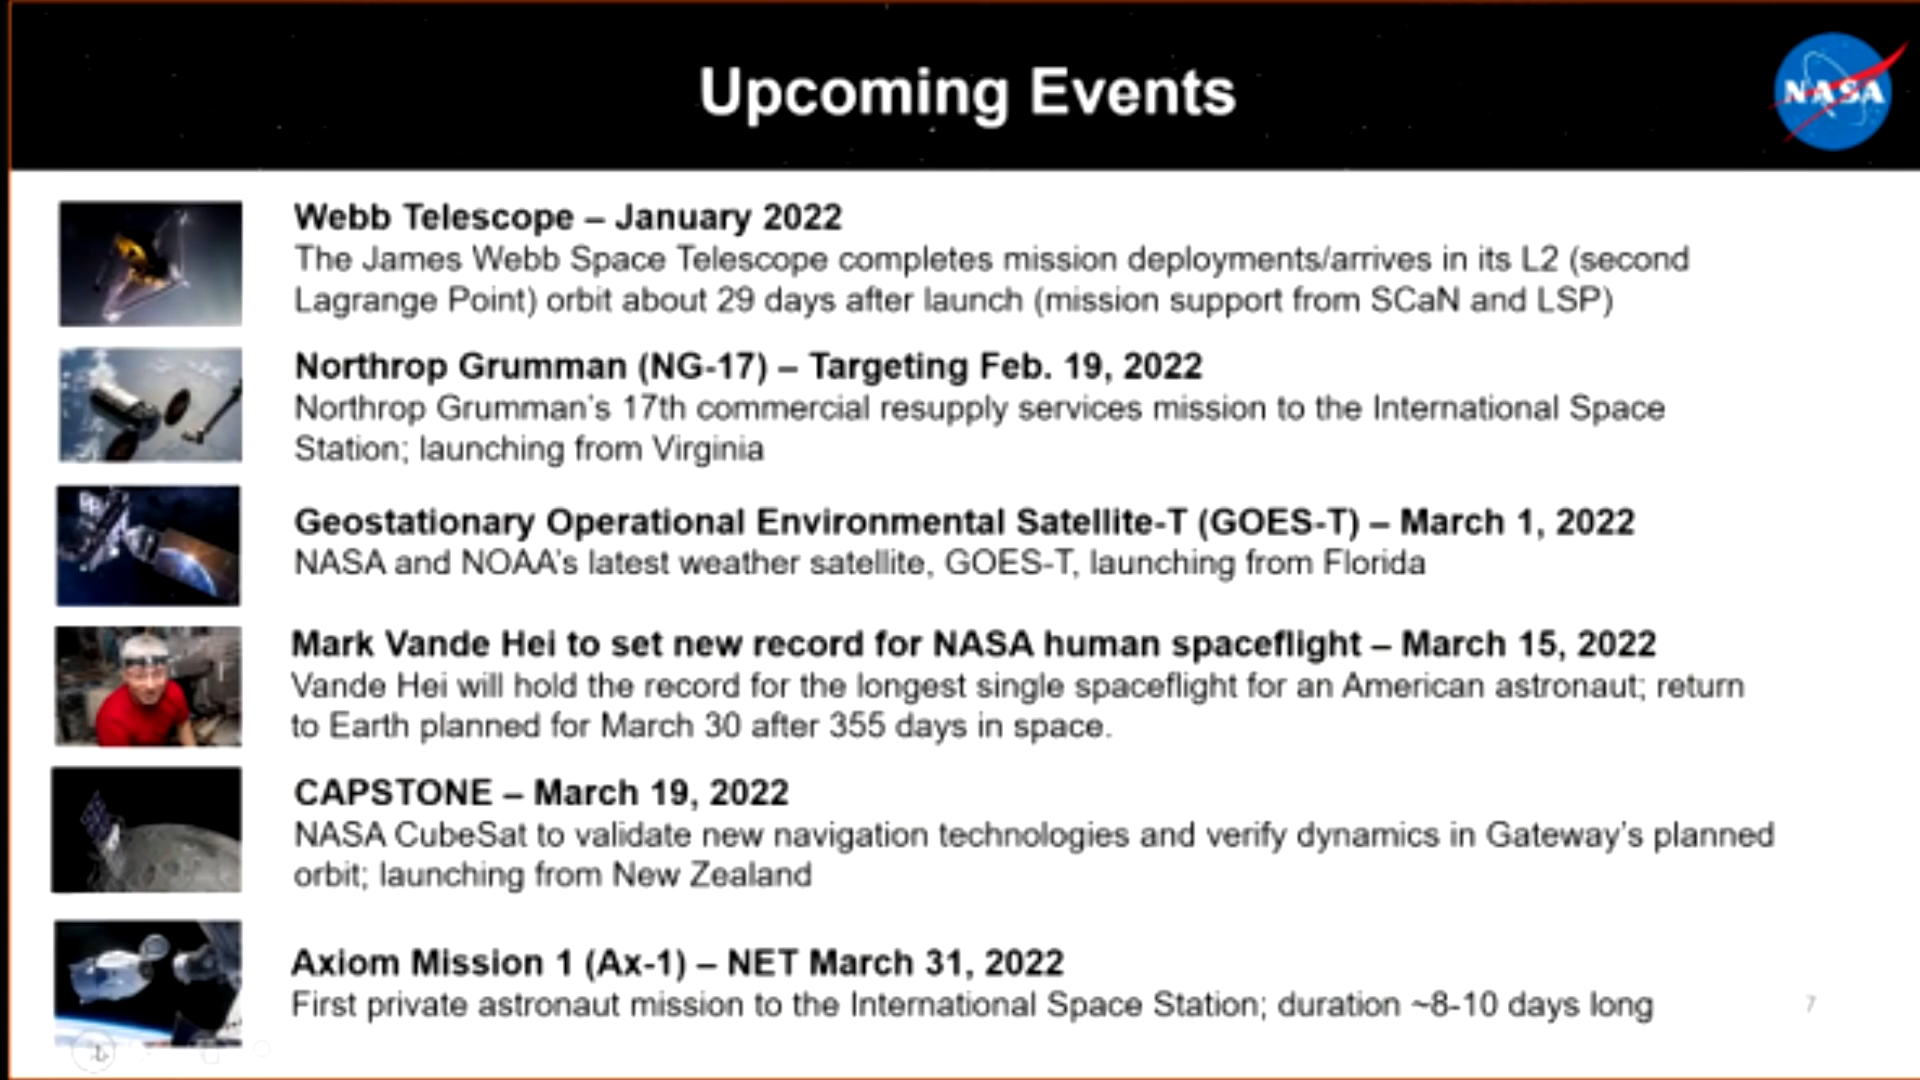 Upcoming Events
NASA
Webb Telescope – January 2022
The James Webb Space Telescope completes mission deployments/arrives in its L2 (second
Lagrange Point) orbit about 29 days after launch (mission support from SCaN and LSP)
Northrop Grumman (NG-17) – Targeting Feb. 19, 2022
Northrop Grumman's 17th commercial resupply services mission to the International Space
Station; launching from Virginia
Geostationary Operational Environmental Satellite-T (GOES-T) – March 1, 2022
NASA and NOAA's latest weather satellite, GOES-T, launching from Florida
Mark Vande Hei to set new record for NASA human spaceflight – March 15, 2022
Vande Hei will hold the record for the longest single spaceflight for an American astronaut; return
to Earth planned for March 30 after 355 days in space.
CAPSTONE – March 19, 2022
NASA CubeSat to validate new navigation technologies and verify dynamics in Gateway's planned
orbit; launching from New Zealand
Axiom Mission 1 (Ax-1) – NET March 31, 2022
First private astronaut mission to the International Space Station; duration ~8-10 days long
7